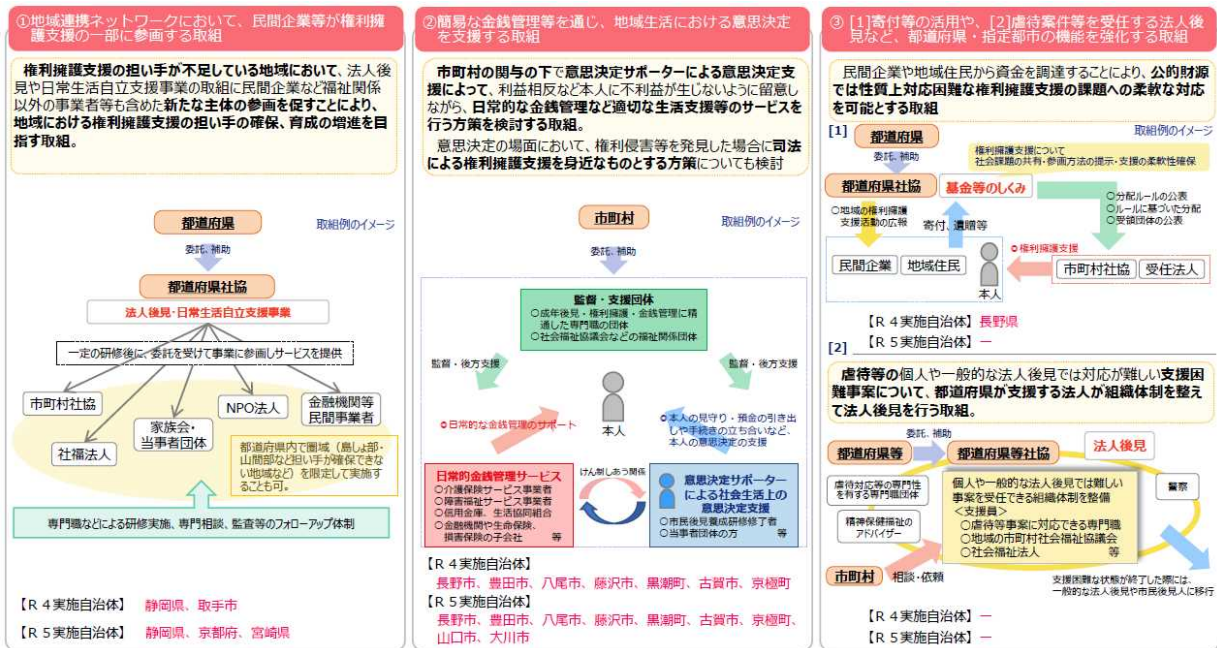 ①地域連携ネットワークにおいて、民間企業等が権利擁
護支援の一部に参画する取組
権利擁護支援の担い手が不足している地域において、法人後
見や日常生活自立支援事業の取組に民間企業など福祉関係
以外の事業者等も含めた新たな主体の参画を促すことにより、
地域における権利擁護支援の担い手の確保、育成の増進を目
指す取組。
都道府県
取組例のイメージ
委託、補助
都道府県社協
法人後見・日常生活自立支援事業
一定の研修後に、委託を受けて事業に参画しサービスを提供
市町村社協
社福法人
家族会・
当事者団体
NPO法人
金融機関等
民間事業者
都道府県内で圏域（島しょ部・
山間部など担い手が確保できな
い地域など）を限定して実施す
ることも可。
専門職などによる研修実施、専門相談、監査等のフォローアップ体制
【R4実施自治体】 静岡県、取手市
【R5実施自治体】 静岡県、京都府、宮崎県
②簡易な金銭管理等を通じ、地域生活における意思決定
を支援する取組
市町村の関与の下で意思決定サポーターによる意思決定支
援によって、利益相反など本人に不利益が生じないように留意し
ながら、日常的な金銭管理など適切な生活支援等のサービスを
行う方策を検討する取組。
意思決定の場面において、権利侵害等を発見した場合に司法
による権利擁護支援を身近なものとする方策についても検討
市町村
取組例のイメージ
委託、補助
監督・支援団体
○成年後見・権利擁護・金銭管理に精
通した専門職の団体
○社会福祉協議会などの福祉関係団体
監督・後方支援
監督・後方支援
本人
○日常的な金銭管理のサポート
○本人の見守り・預金の引き出
しや手続きの立ち合いなど、
本人の意思決定の支援
日常的金銭管理サービス
○介護保険サービス事業者
○障害福祉サービス事業者
○信用金庫、生活協同組合
○金融機関や生命保険、
損害保険の子会社 等
けん制しあう関係
意思決定サポーター
による社会生活上の
意思決定支援
○市民後見養成研修修了者
○当事者団体の方 等
【R4実施自治体】
長野市、豊田市、八尾市、藤沢市、黒潮町、古賀市、京極町
【R5実施自治体】
長野市、豊田市、八尾市、藤沢市、黒潮町、古賀市、京極町、
山口市、大川市
③ [1]寄付等の活用や、[2]虐待案件等を受任する法人後
見など、都道府県・指定都市の機能を強化する取組
民間企業や地域住民から資金を調達することにより、公的財源
では性質上対応困難な権利擁護支援の課題への柔軟な対応
を可能とする取組
[1]
取組例のイメージ
都道府県
委託、補助
権利擁護支援について
社会課題の共有・参画方法の提示・支援の柔軟性確保
都道府県社協
基金等のしくみ
○地域の権利擁護
支援活動の広報
寄付、遺贈等
○分配ルールの公表
○ルールに基づいた分配
○受領団体の公表
民間企業
地域住民
本人
○権利擁護支援
市町村社協
受任法人
【R4実施自治体】長野県
【R5実施自治体】－
[2]
虐待等の個人や一般的な法人後見では対応が難しい支援困
難事案について、都道府県が支援する法人が組織体制を整え
て法人後見を行う取組。
委託、補助
都道府県等
都道府県等社協
法人後見
虐待対応等の専門性
を有する専門職団体
精神保健福祉の
アドバイザー
個人や一般的な法人後見では難しい
事案を受任できる組織体制を整備
＜支援員＞
○虐待等事案に対応できる専門職
○地域の市町村社会福祉協議会
○社会福祉法人 等
警察
市町村
相談・依頼
支援困難な状態が終了した際には、
一般的な法人後見や市民後見人に移行
【R4実施自治体】－
【R5実施自治体】－